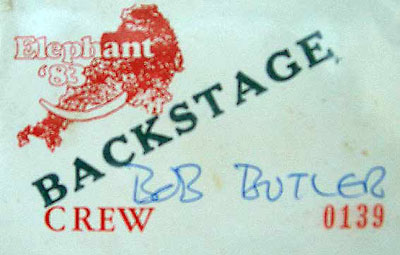 Elephant
'83
BACKSTAGE
BOB BUTLER
CREW
0139